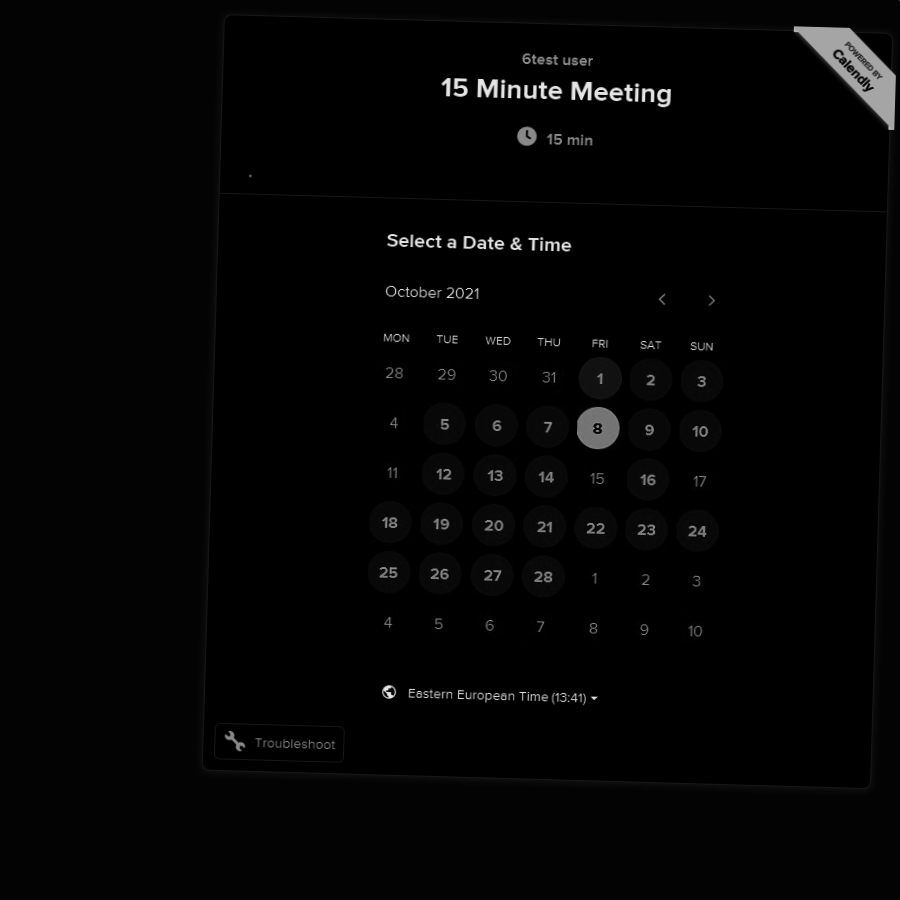 POWERED BY
Calendly
6test user
15 Minute Meeting
15 min
.
Select a Date & Time
October 2021
MON TUE WED THU FRI SAT SUN
28 29 30 31 1 2 3
4 5 6 7 8 9 10
11 12 13 14 15 16 17
18 19 20 21 22 23 24
25 26 27 28 1 2 3
4 5 6 7 8 9 10
Eastern European Time (13:41)
Troubleshoot